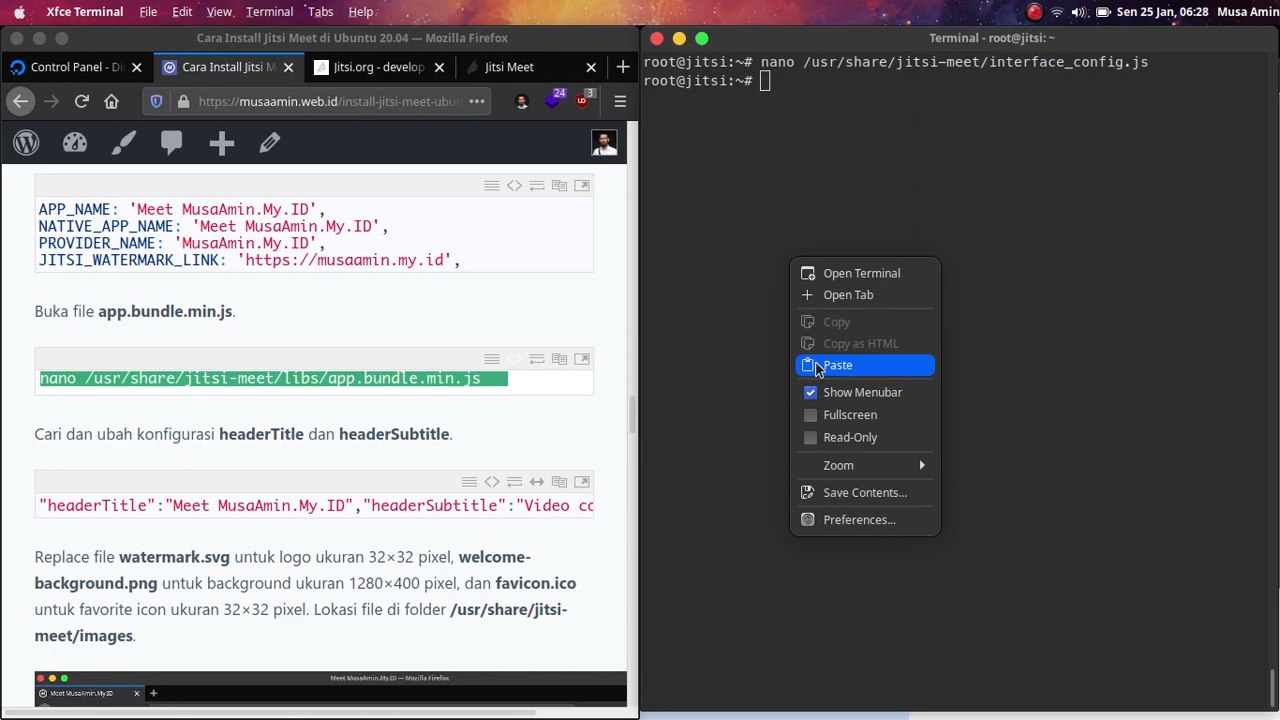 Xfce Terminal File Edit View Terminal Tabs Help Sen 25 Jan, 06:28 Musa Amin
Cara Install Jitsi Meet di Ubuntu 20.04 — Mozilla Firefox
Control Panel - Di
Cara Install Jitsi M
Jitsi.org - develop
Jitsi Meet
https://musaamin.web.id/install-jitsi-meet-ubun
24
3
APP_NAME: 'Meet MusaAmin.My.ID',
NATIVE_APP_NAME: 'Meet MusaAmin.My.ID',
PROVIDER_NAME: 'MusaAmin.My.ID',
JITSI_WATERMARK_LINK: 'https://musaamin.my.id',
Buka file app.bundle.min.js.
nano /usr/share/jitsi-meet/libs/app.bundle.min.js
Cari dan ubah konfigurasi headerTitle dan headerSubtitle.
"headerTitle":"Meet MusaAmin.My.ID","headerSubtitle":"Video co
Replace file watermark.svg untuk logo ukuran 32×32 pixel, welcome-
background.png untuk background ukuran 1280×400 pixel, dan favicon.ico
untuk favorite icon ukuran 32×32 pixel. Lokasi file di folder /usr/share/jitsi-
meet/images.
Meet MusaAmin.My.ID — Mozilla Firefox
Meet MusaAmin.My.ID
Terminal - root@jitsi: ~
root@jitsi:~# nano /usr/share/jitsi-meet/interface_config.js
root@jitsi:~#
Open Terminal
Open Tab
Copy
Copy as HTML
Paste
Show Menubar
Fullscreen
Read-Only
Zoom
Save Contents...
Preferences...